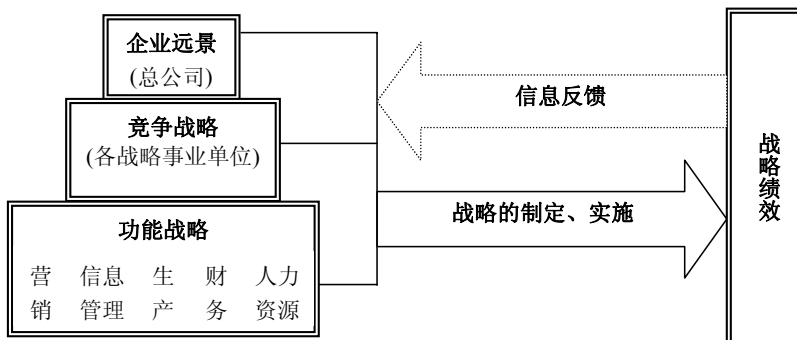 企业远景
(总公司)
竞争战略
(各战略事业单位)
功能战略
营 信息 生 财 人力
销 管理 产 务 资源
信息反馈
战略的制定、实施
战略绩效